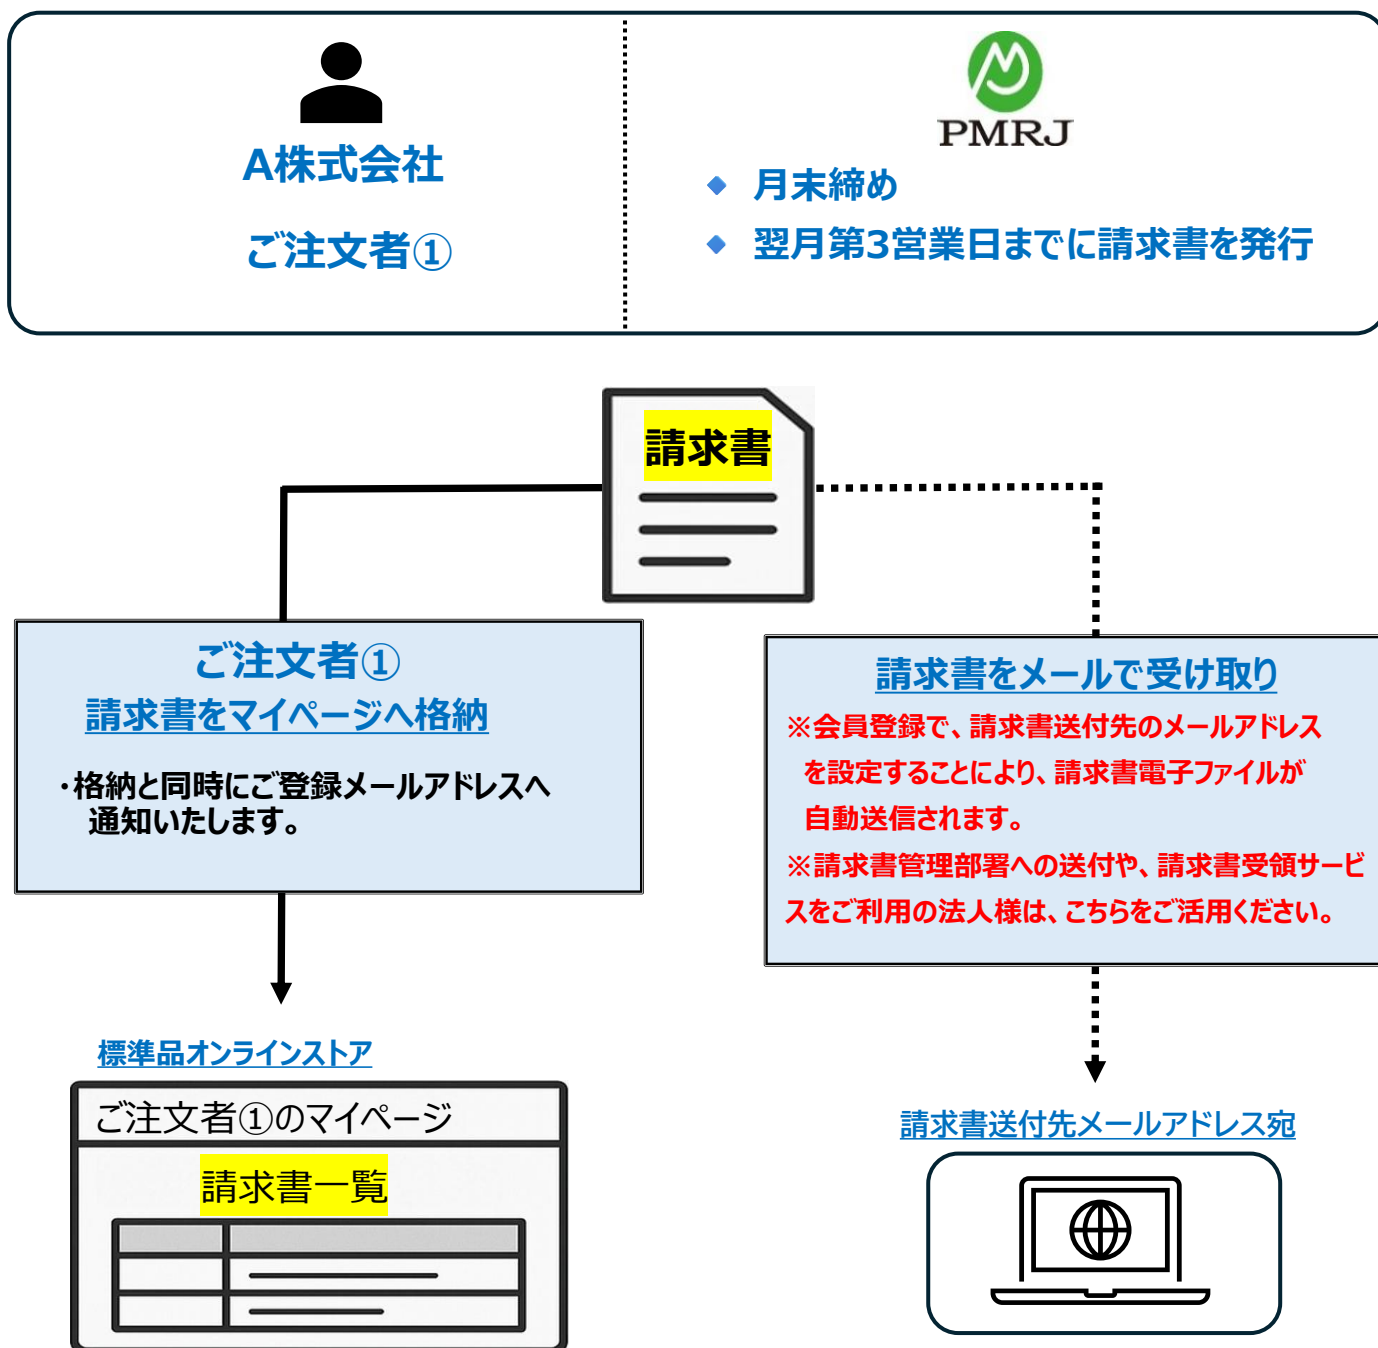 A株式会社
ご注文者①
PMRJ
月末締め
翌月第3営業日までに請求書を発行
請求書
ご注文者①
請求書をマイページへ格納
・格納と同時にご登録メールアドレスへ
通知いたします。
請求書をメールで受け取り
※会員登録で、請求書送付先のメールアドレス
を設定することにより、請求書電子ファイルが
自動送信されます。
※請求書管理部署への送付や、請求書受領サービ
スをご利用の法人様は、こちらをご活用ください。
標準品オンラインストア
ご注文者①のマイページ
請求書一覧
請求書送付先メールアドレス宛